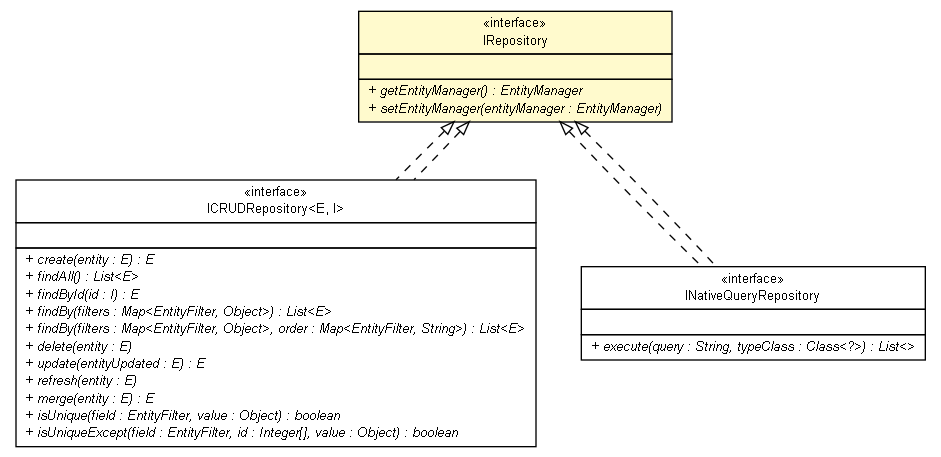 «interface»
IRepository
+ getEntityManager() : EntityManager
+ setEntityManager(entityManager : EntityManager)
«interface»
ICRUDRepository<E, I>
+ create(entity : E) : E
+ findAll() : List<E>
+ findById(id : I) : E
+ findBy(filters : Map<EntityFilter, Object>) : List<E>
+ findBy(filters : Map<EntityFilter, Object>, order : Map<EntityFilter, String>) : List<E>
+ delete(entity : E)
+ update(entityUpdated : E) : E
+ refresh(entity : E)
+ merge(entity : E) : E
+ isUnique(field : EntityFilter, value : Object) : boolean
+ isUniqueExcept(field : EntityFilter, id : Integer[], value : Object) : boolean
«interface»
INativeQueryRepository
+ execute(query : String, typeClass : Class<?>) : List<>